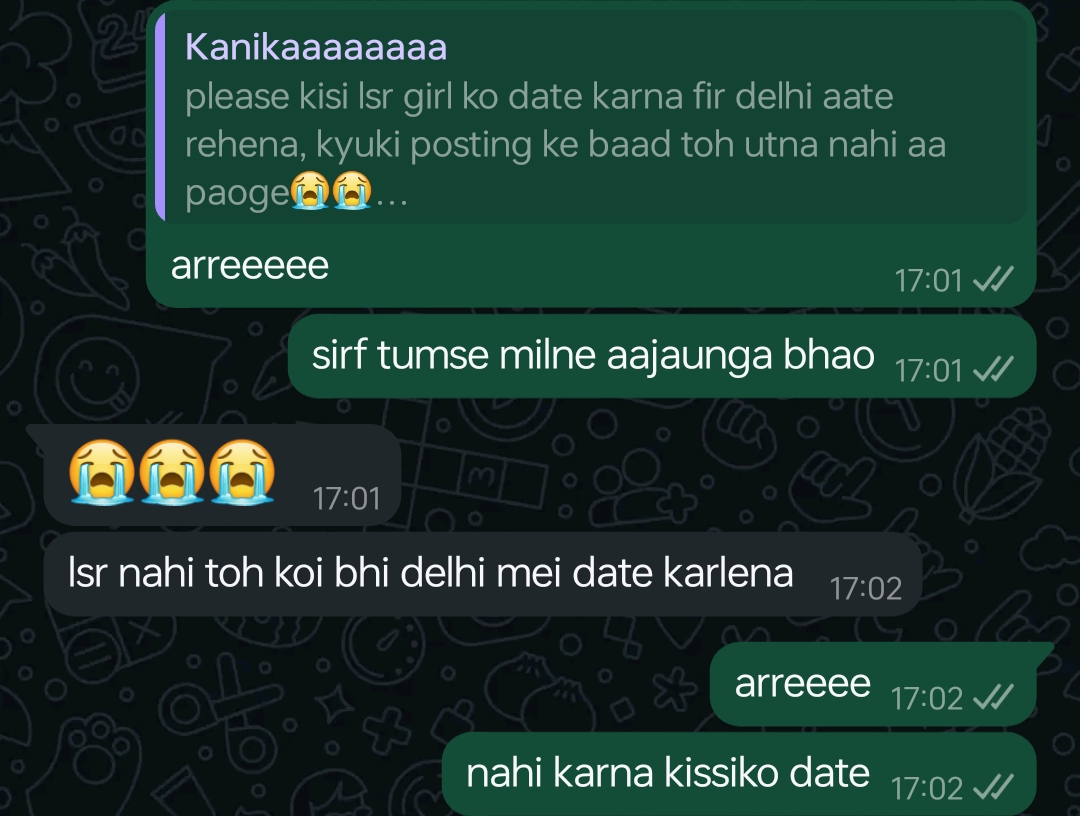 Kanikaaaaaaaa
please kisi lsr girl ko date karna fir delhi aate
rehena, kyuki posting ke baad toh utna nahi aa
paoge😭😭...
arreeeee
17:01
sirf tumse milne aajaunga bhao 17:01
😭😭😭 17:01
lsr nahi toh koi bhi delhi mei date karlena 17:02
arreeee 17:02
nahi karna kissiko date 17:02